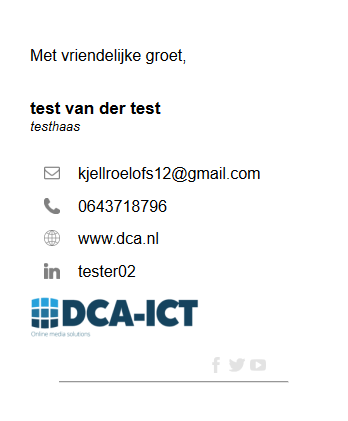 Met vriendelijke groet,
test van der test
testhaas
kjellroelofs12@gmail.com
0643718796
www.dca.nl
tester02
DCA-ICT
Online media solutions